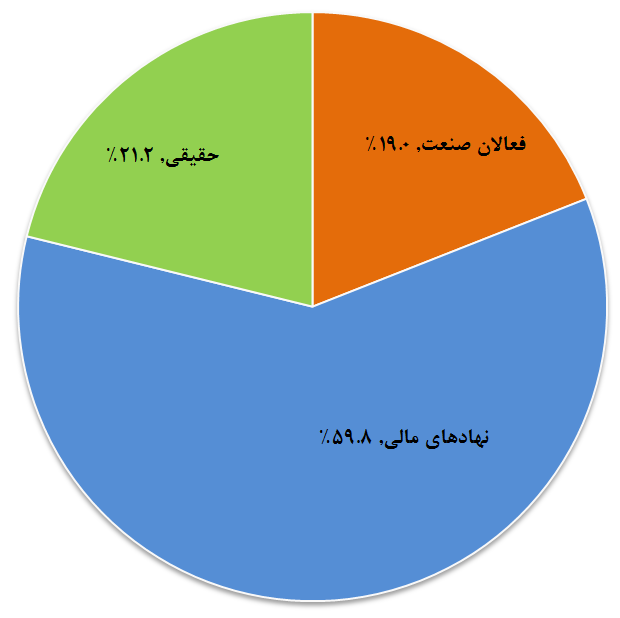 فعالان صنعت, ۱۹.۰٪
حقیقی, ۲۱.۲٪
نهادهای مالی, ۵۹.۸٪